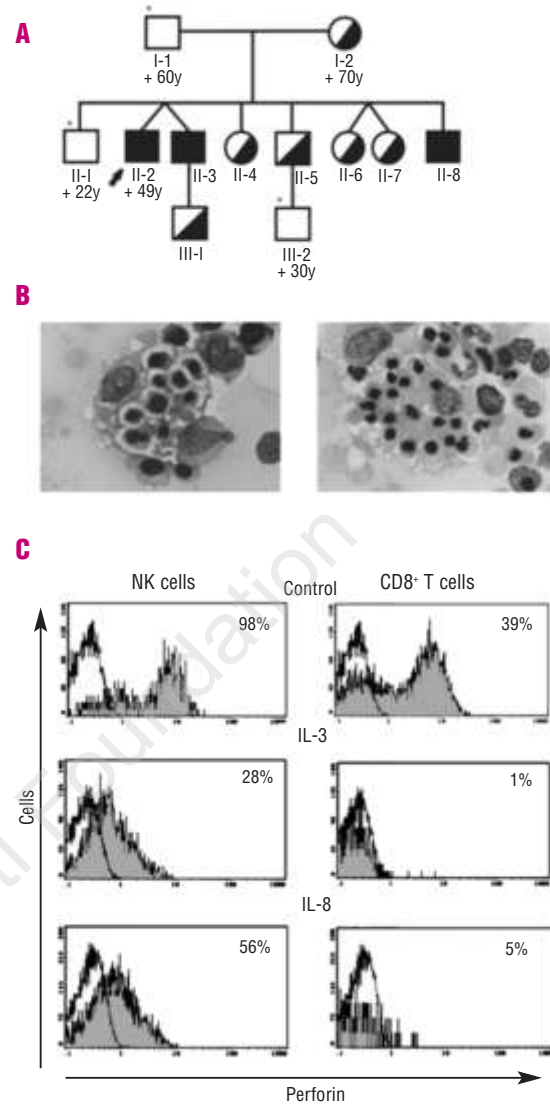 A
I-1
+ 60y
I-2
+ 70y
II-I
+ 22y
II-2
+ 49y
II-3
II-4
II-5
II-6
II-7
II-8
III-I
III-2
+ 30y
B
C
NK cells
Control
CD8+ T cells
98%
39%
IL-3
28%
1%
IL-8
56%
5%
Cells
Perforin
ti Foundation